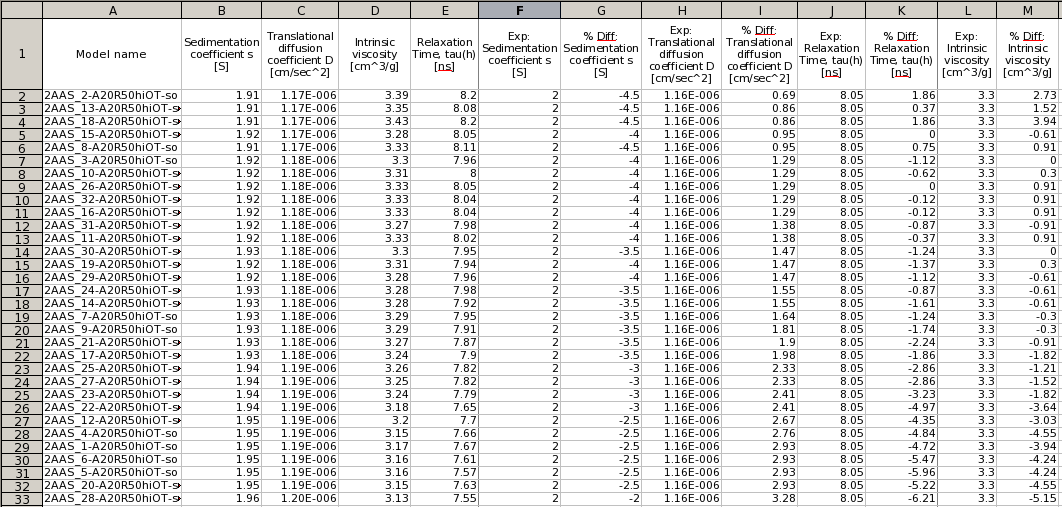 A B C D E F G H I J K L M
1 Model name Sedimentation coefficient s [S] Translational diffusion coefficient D [cm/sec^2] Intrinsic viscosity [cm^3/g] Relaxation Time, tau(h) [ns] Exp: Sedimentation coefficient s [S] % Diff: Sedimentation coefficient s [S] Exp: Translational diffusion coefficient D [cm/sec^2] % Diff: Translational diffusion coefficient D [cm/sec^2] Exp: Relaxation Time, tau(h) [ns] % Diff: Relaxation Time, tau(h) [ns] Exp: Intrinsic viscosity [cm^3/g] % Diff: Intrinsic viscosity [cm^3/g]
2 2AAS_2-A20R50hiOT-so 1.91 1.17E-006 3.39 8.2 2 -4.5 1.16E-006 0.69 8.05 1.86 3.3 2.73
3 2AAS_13-A20R50hiOT-s 1.91 1.17E-006 3.35 8.08 2 -4.5 1.16E-006 0.86 8.05 0.37 3.3 1.52
4 2AAS_18-A20R50hiOT-s 1.91 1.17E-006 3.43 8.2 2 -4.5 1.16E-006 0.86 8.05 1.86 3.3 3.94
5 2AAS_15-A20R50hiOT-s 1.92 1.17E-006 3.28 8.05 2 -4 1.16E-006 0.95 8.05 0 3.3 -0.61
6 2AAS_8-A20R50hiOT-so 1.91 1.17E-006 3.33 8.11 2 -4.5 1.16E-006 0.95 8.05 0.75 3.3 0.91
7 2AAS_3-A20R50hiOT-so 1.92 1.18E-006 3.3 7.96 2 -4 1.16E-006 1.29 8.05 -1.12 3.3 0
8 2AAS_10-A20R50hiOT-s 1.92 1.18E-006 3.31 8 2 -4 1.16E-006 1.29 8.05 -0.62 3.3 0.3
9 2AAS_26-A20R50hiOT-s 1.92 1.18E-006 3.33 8.05 2 -4 1.16E-006 1.29 8.05 0 3.3 0.91
10 2AAS_32-A20R50hiOT-s 1.92 1.18E-006 3.33 8.04 2 -4 1.16E-006 1.29 8.05 -0.12 3.3 0.91
11 2AAS_16-A20R50hiOT-s 1.92 1.18E-006 3.33 8.04 2 -4 1.16E-006 1.29 8.05 -0.12 3.3 0.91
12 2AAS_31-A20R50hiOT-s 1.92 1.18E-006 3.27 7.98 2 -4 1.16E-006 1.38 8.05 -0.87 3.3 -0.91
13 2AAS_11-A20R50hiOT-s 1.92 1.18E-006 3.33 8.02 2 -4 1.16E-006 1.38 8.05 -0.37 3.3 0.91
14 2AAS_30-A20R50hiOT-s 1.93 1.18E-006 3.3 7.95 2 -3.5 1.16E-006 1.47 8.05 -1.24 3.3 0
15 2AAS_19-A20R50hiOT-s 1.92 1.18E-006 3.31 7.94 2 -4 1.16E-006 1.47 8.05 -1.37 3.3 0.3
16 2AAS_29-A20R50hiOT-s 1.92 1.18E-006 3.28 7.96 2 -4 1.16E-006 1.47 8.05 -1.12 3.3 -0.61
17 2AAS_24-A20R50hiOT-s 1.93 1.18E-006 3.28 7.98 2 -3.5 1.16E-006 1.55 8.05 -0.87 3.3 -0.61
18 2AAS_14-A20R50hiOT-s 1.93 1.18E-006 3.28 7.92 2 -3.5 1.16E-006 1.55 8.05 -1.61 3.3 -0.61
19 2AAS_7-A20R50hiOT-so 1.93 1.18E-006 3.29 7.95 2 -3.5 1.16E-006 1.64 8.05 -1.24 3.3 -0.3
20 2AAS_9-A20R50hiOT-so 1.93 1.18E-006 3.29 7.91 2 -3.5 1.16E-006 1.81 8.05 -1.74 3.3 -0.3
21 2AAS_21-A20R50hiOT-s 1.93 1.18E-006 3.27 7.87 2 -3.5 1.16E-006 1.9 8.05 -2.24 3.3 -0.91
22 2AAS_17-A20R50hiOT-s 1.93 1.18E-006 3.24 7.9 2 -3.5 1.16E-006 1.98 8.05 -1.86 3.3 -1.82
23 2AAS_25-A20R50hiOT-s 1.94 1.19E-006 3.26 7.82 2 -3 1.16E-006 2.33 8.05 -2.86 3.3 -1.21
24 2AAS_27-A20R50hiOT-s 1.94 1.19E-006 3.25 7.82 2 -3 1.16E-006 2.33 8.05 -2.86 3.3 -1.52
25 2AAS_23-A20R50hiOT-s 1.94 1.19E-006 3.24 7.79 2 -3 1.16E-006 2.41 8.05 -3.23 3.3 -1.82
26 2AAS_22-A20R50hiOT-s 1.94 1.19E-006 3.18 7.65 2 -3 1.16E-006 2.41 8.05 -4.97 3.3 -3.64
27 2AAS_12-A20R50hiOT-s 1.95 1.19E-006 3.2 7.7 2 -2.5 1.16E-006 2.67 8.05 -4.35 3.3 -3.03
28 2AAS_4-A20R50hiOT-so 1.95 1.19E-006 3.15 7.66 2 -2.5 1.16E-006 2.76 8.05 -4.84 3.3 -4.55
29 2AAS_1-A20R50hiOT-so 1.95 1.19E-006 3.17 7.67 2 -2.5 1.16E-006 2.93 8.05 -4.72 3.3 -3.94
30 2AAS_6-A20R50hiOT-so 1.95 1.19E-006 3.16 7.61 2 -2.5 1.16E-006 2.93 8.05 -5.47 3.3 -4.24
31 2AAS_5-A20R50hiOT-so 1.95 1.19E-006 3.16 7.57 2 -2.5 1.16E-006 2.93 8.05 -5.96 3.3 -4.24
32 2AAS_20-A20R50hiOT-s 1.95 1.19E-006 3.15 7.63 2 -2.5 1.16E-006 2.93 8.05 -5.22 3.3 -4.55
33 2AAS_28-A20R50hiOT-s 1.96 1.20E-006 3.13 7.55 2 -2 1.16E-006 3.28 8.05 -6.21 3.3 -5.15